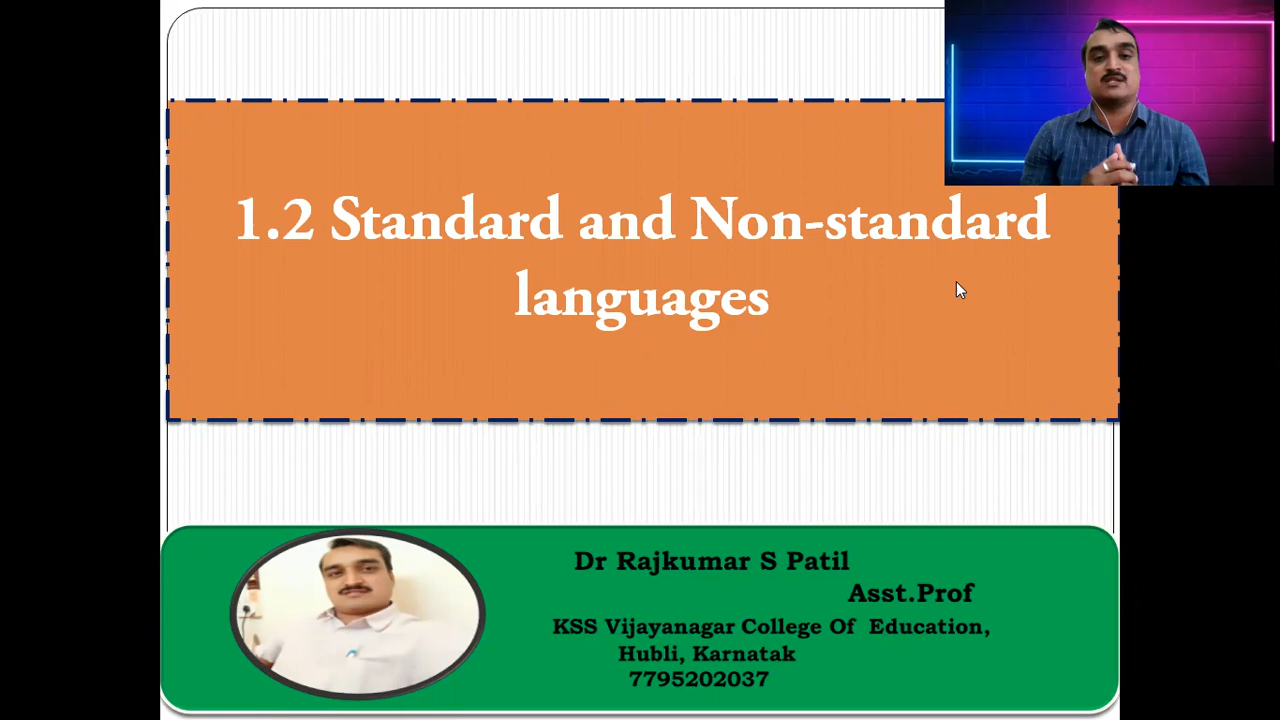 1.2 Standard and Non-standard
languages
Dr Rajkumar S Patil
Asst.Prof
KSS Vijayanagar College Of Education,
Hubli, Karnatak
7795202037